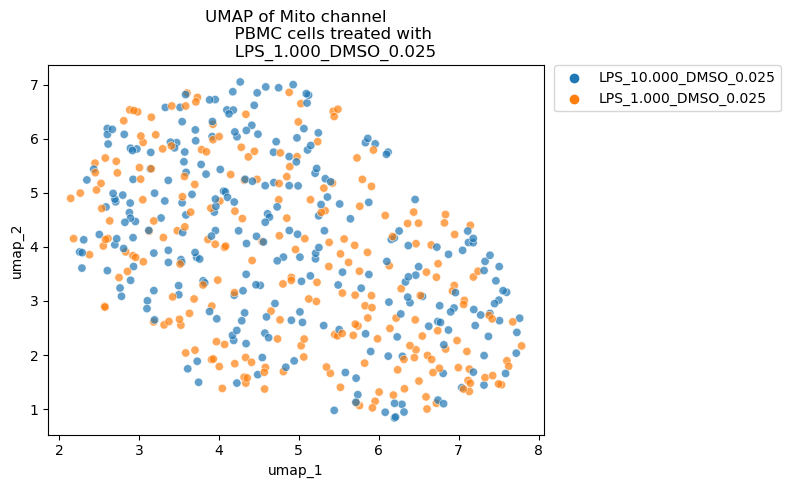 UMAP of Mito channel
PBMC cells treated with
LPS_1.000_DMSO_0.025
LPS_10.000_DMSO_0.025
LPS_1.000_DMSO_0.025
umap_2
7
6
5
4
3
2
1
2 3 4 5 6 7 8
umap_1